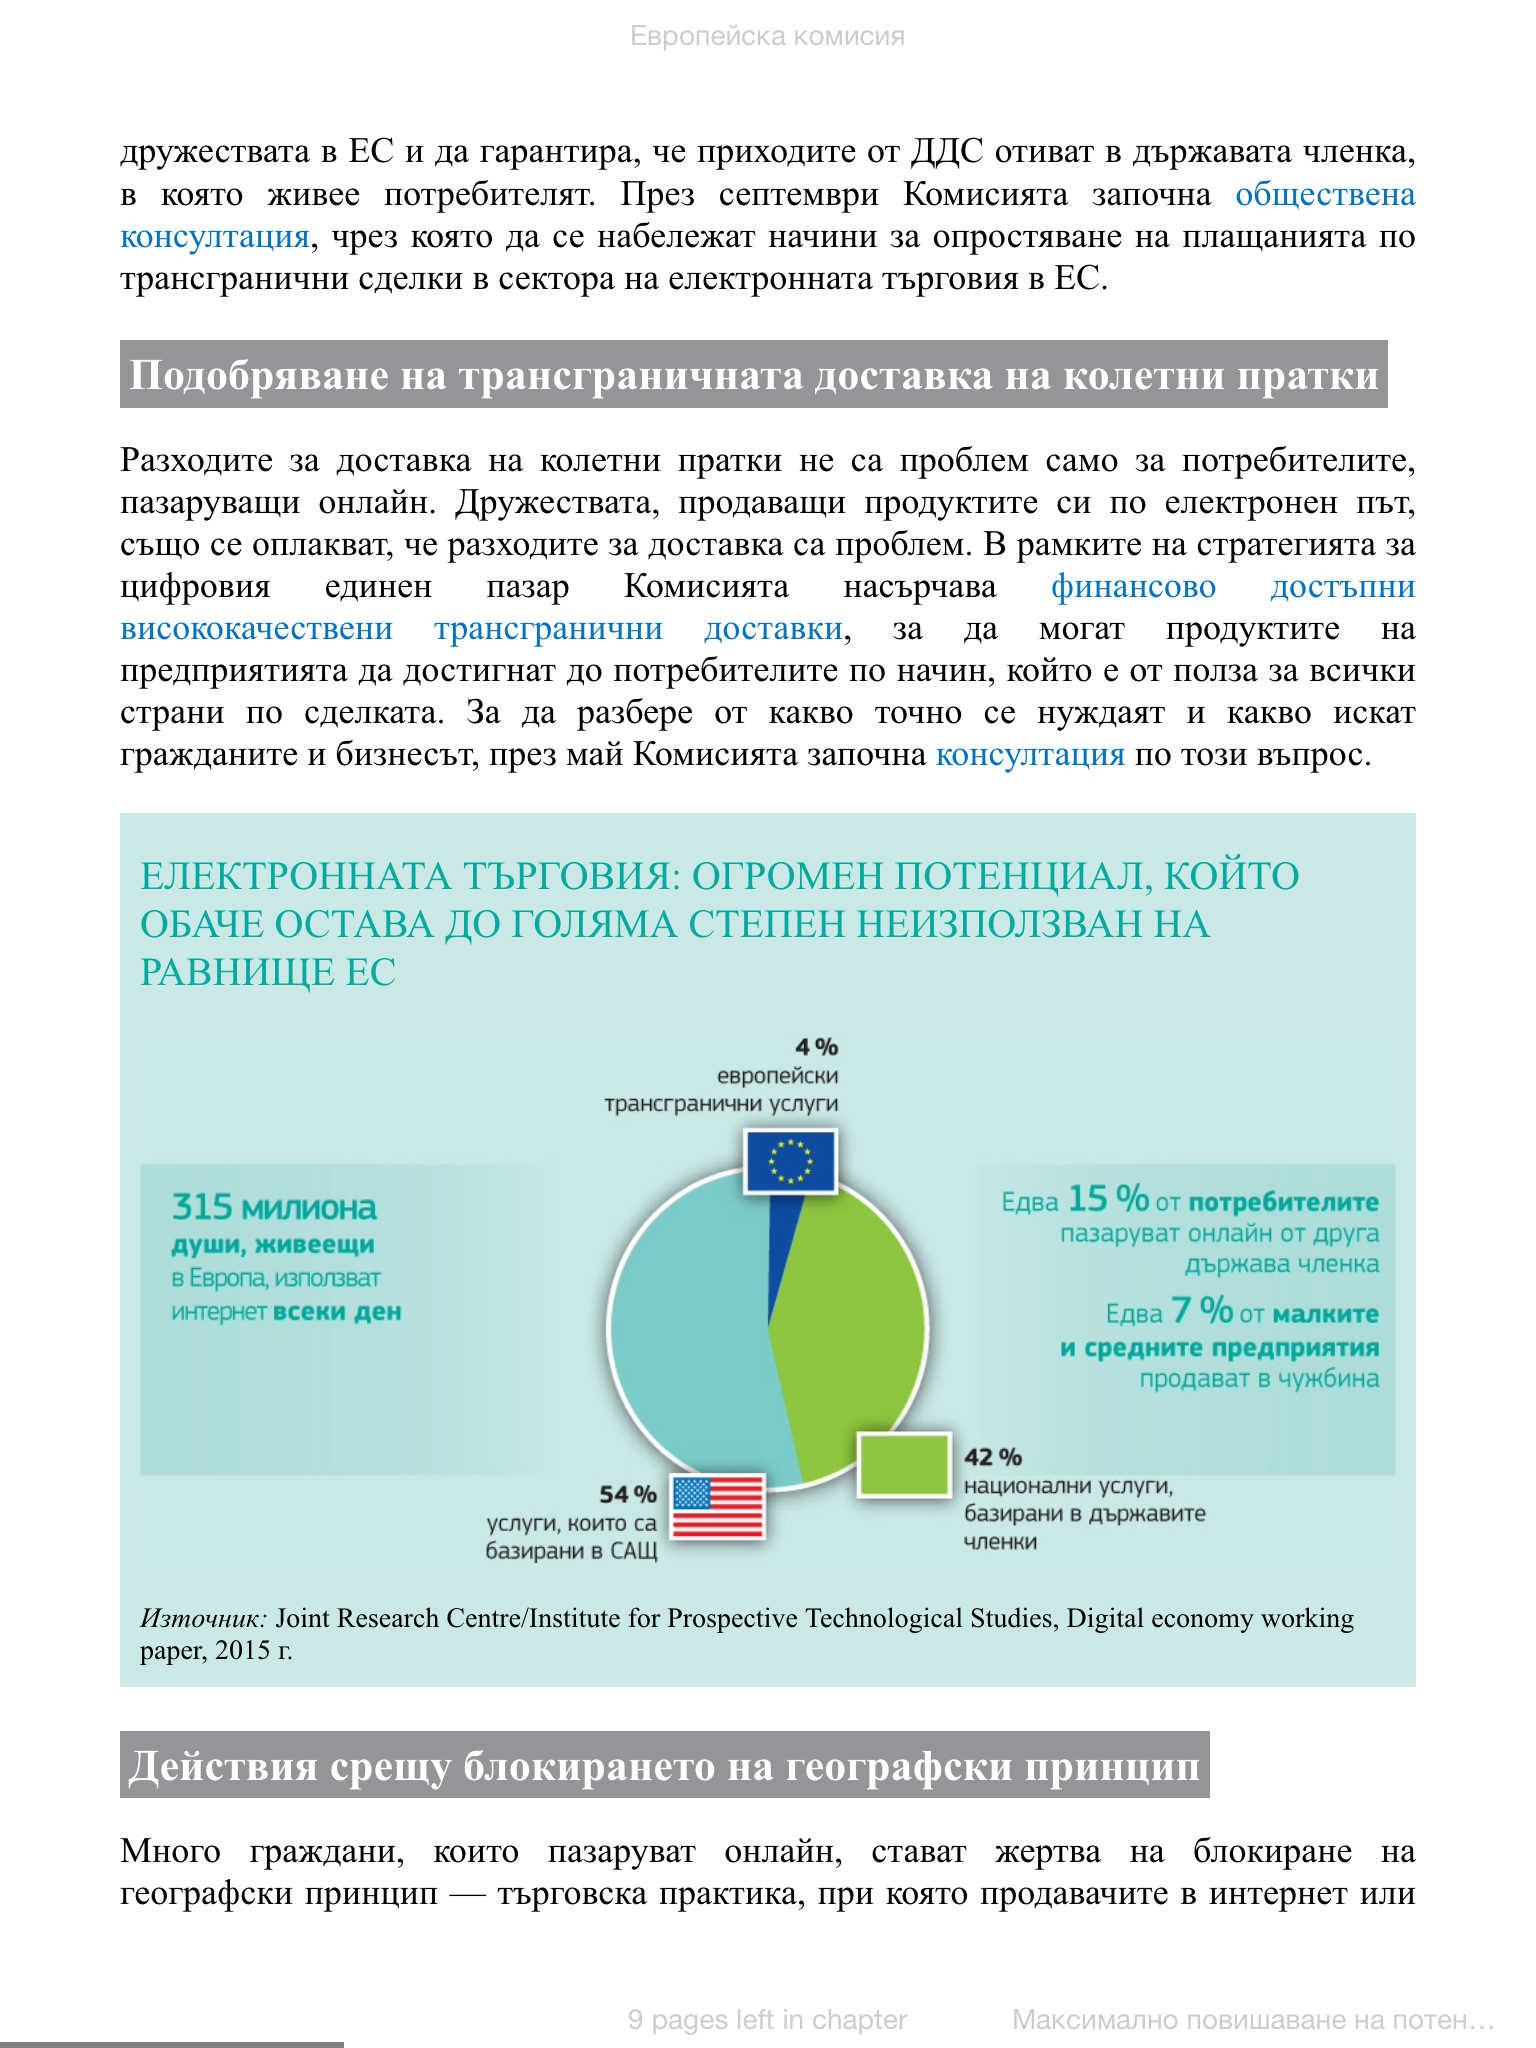 Европейска комисия
дружествата в ЕС и да гарантира, че приходите от ДДС отиват в държавата членка,
в която живее потребителят. През септември Комисията започна обществена
консултация, чрез която да се набележат начини за опростяване на плащанията по
трансгранични сделки в сектора на електронната търговия в ЕС.
Подобряване на трансграничната доставка на колетни пратки
Разходите за доставка на колетни пратки не са проблем само за потребителите,
пазаруващи онлайн. Дружествата, продаващи продуктите си по електронен път,
също се оплакват, че разходите за доставка са проблем. В рамките на стратегията за
цифровия единен пазар Комисията насърчава финансово достъпни
висококачествени трансгранични доставки, за да могат продуктите на
предприятията да достигнат до потребителите по начин, който е от полза за всички
страни по сделката. За да разбере от какво точно се нуждаят и какво искат
гражданите и бизнесът, през май Комисията започна консултация по този въпрос.
ЕЛЕКТРОННАТА ТЪРГОВИЯ: ОГРОМЕН ПОТЕНЦИАЛ, КОЙТО
ОБАЧЕ ОСТАВА ДО ГОЛЯМА СТЕПЕН НЕИЗПОЛЗВАН НА
РАВНИЩЕ ЕС
4 %
европейски
трансгранични услуги
315 милиона
души, живеещи
в Европа, използват
интернет всеки ден
Едва 15 % от потребителите
пазаруват онлайн от друга
държава членка
Едва 7 % от малките
и средните предприятия
продават в чужбина
42 %
национални услуги,
базирани в държавите
членки
54 %
услуги, които са
базирани в САЩ
Източник: Joint Research Centre/Institute for Prospective Technological Studies, Digital economy working
paper, 2015 г.
Действия срещу блокирането на географски принцип
Много граждани, които пазаруват онлайн, стават жертва на блокиране на
географски принцип — търговска практика, при която продавачите в интернет или
9 pages left in chapter
Максимално повишаване на потен…